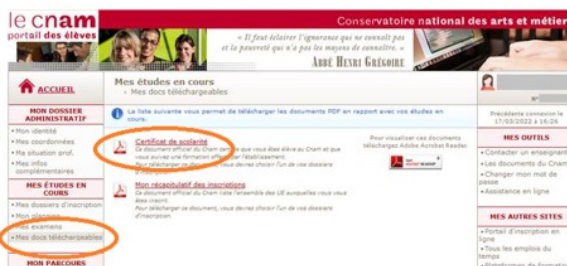 le cnam
portail des élèves
Conservatoire national des arts et métiers
« Il faut éclairer l'ignorance qui ne connaît pas
et la pauvreté qui n'a pas les moyens de connaître. »
ABBÉ HENRI GRÉGOIRE
ACCUEIL
MON DOSSIER
ADMINISTRATIF
• Mon identité
• Mes coordonnées
• Ma situation prof.
• Mes infos
complémentaires
MES ÉTUDES EN
COURS
• Mes dossiers d'inscription
• Mon planning
• Mes examens
• Mes docs téléchargeables
MON PARCOURS
Mes études en cours
› Mes docs téléchargeables
La liste suivante vous permet de télécharger les documents PDF en rapport avec vos études en
cours.
Certificat de scolarité
Ce document officiel du Cnam certifie que vous êtes élève au Cnam et que
vous suivez une formation offerte par l'établissement.
Pour télécharger ce document, vous devrez choisir l'un de vos dossiers
d'inscription.
Mon récapitulatif des inscriptions
Ce document officiel du Cnam liste l'ensemble des UE auxquelles vous vous
êtes inscrit.
Pour télécharger ce document, vous devrez choisir l'un de vos dossiers
d'inscription.
Pour visualiser ces documents
téléchargez Adobe Acrobat Reader.
N°
Précédente connexion le
17/03/2022 à 16:26
MES OUTILS
• Contacter un enseignant
• Les documents du Cnam
• Changer mon mot de
passe
• Assistance en ligne
MES AUTRES SITES
• Portail d'inscription en
ligne
• Tous les emplois du
temps
• Plateformes de formation